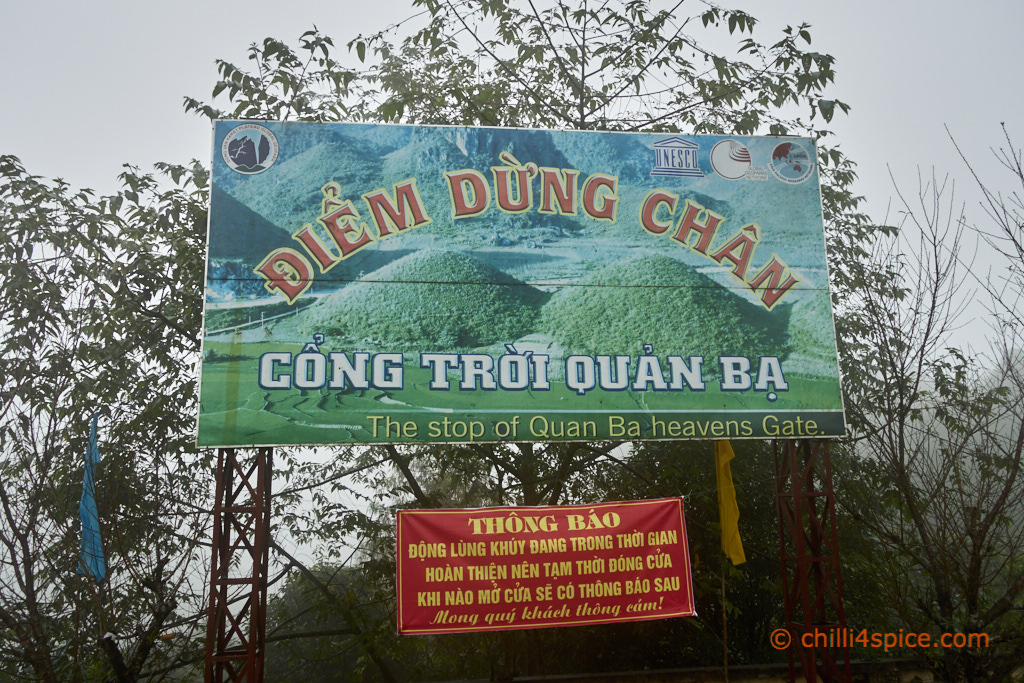 UNESCO
ĐIỂM DỪNG CHÂN
CỔNG TRỜI QUẢN BẠ
The stop of Quan Ba heavens Gate.
THÔNG BÁO
ĐỘNG LÙNG KHÚY ĐANG TRONG THỜI GIAN
HOÀN THIỆN NÊN TẠM THỜI ĐÓNG CỬA
KHI NÀO MỞ CỬA SẼ CÓ THÔNG BÁO SAU
Mong quý khách thông cảm!
© chilli4spice.com